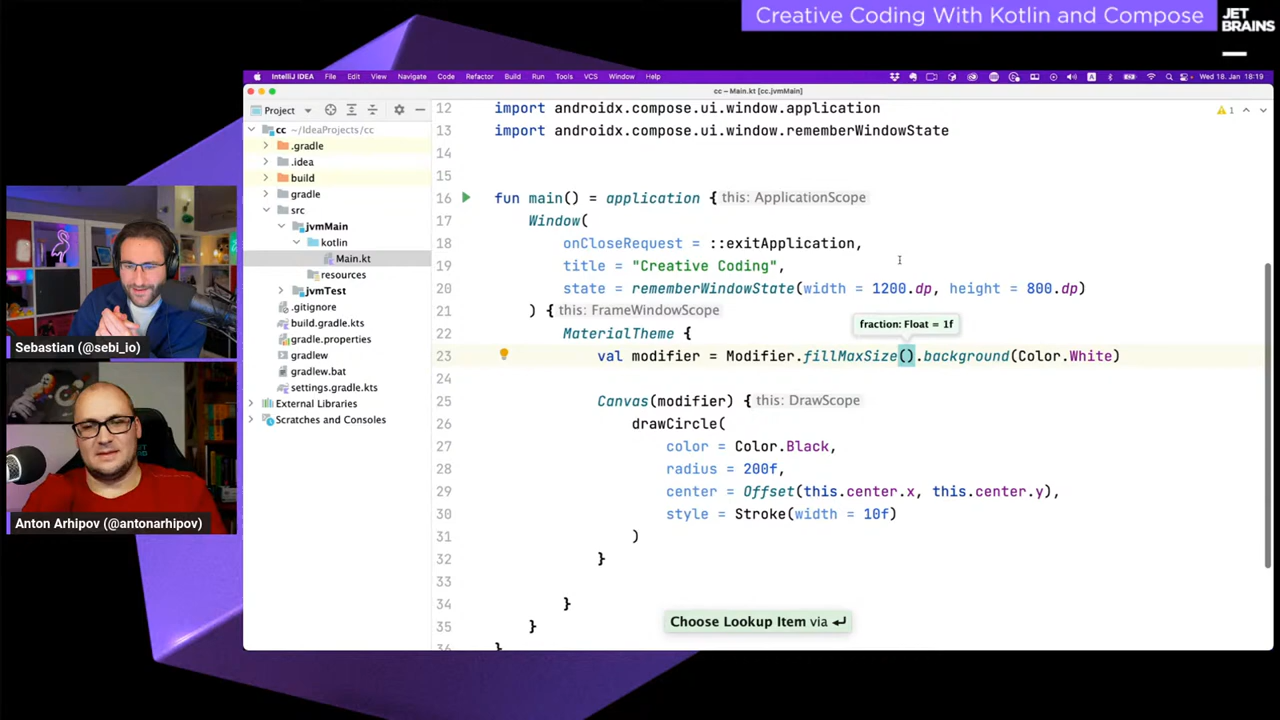 Creative Coding With Kotlin and Compose
JET
BRAINS
IntelliJ IDEA File Edit View Navigate Code Refactor Build Run Tools VCS Window Help
A
Wed 18. Jan 18:19
cc – Main.kt [cc.jvmMain]
Project
cc ~/IdeaProjects/cc
.gradle
.idea
build
gradle
src
jvmMain
kotlin
Main.kt
resources
jvmTest
.gitignore
build.gradle.kts
gradle.properties
gradlew
gradlew.bat
settings.gradle.kts
External Libraries
Scratches and Consoles
1
12 import androidx.compose.ui.window.application
13 import androidx.compose.ui.window.rememberWindowState
14
15
16 fun main() = application { this: ApplicationScope
17 Window(
18 onCloseRequest = ::exitApplication,
19 title = "Creative Coding",
20 state = rememberWindowState(width = 1200.dp, height = 800.dp)
21 ) { this: FrameWindowScope
22 MaterialTheme {
fraction: Float = 1f
23 val modifier = Modifier.fillMaxSize().background(Color.White)
24
25 Canvas(modifier) { this: DrawScope
26 drawCircle(
27 color = Color.Black,
28 radius = 200f,
29 center = Offset(this.center.x, this.center.y),
30 style = Stroke(width = 10f)
31 )
32 }
33
34 }
35 }
36 }
Choose Lookup Item via ↵
Sebastian (@sebi_io)
Anton Arhipov (@antonarhipov)